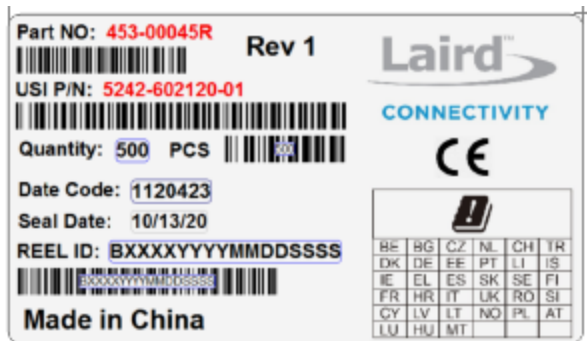 Part NO: 453-00045R
Rev 1
USI P/N: 5242-602120-01
Quantity: 500 PCS
Date Code: 1120423
Seal Date: 10/13/20
REEL ID: BXXXXYYYYMMDDSSSS
BXXXXYYYYMMDDSSSS
Made in China
Laird™
CONNECTIVITY
CE
BE BG CZ NL CH TR
DK DE EE PT LI IS
IE EL ES SK SE FI
FR HR IT UK RO SI
CY LV LT NO PL AT
LU HU MT